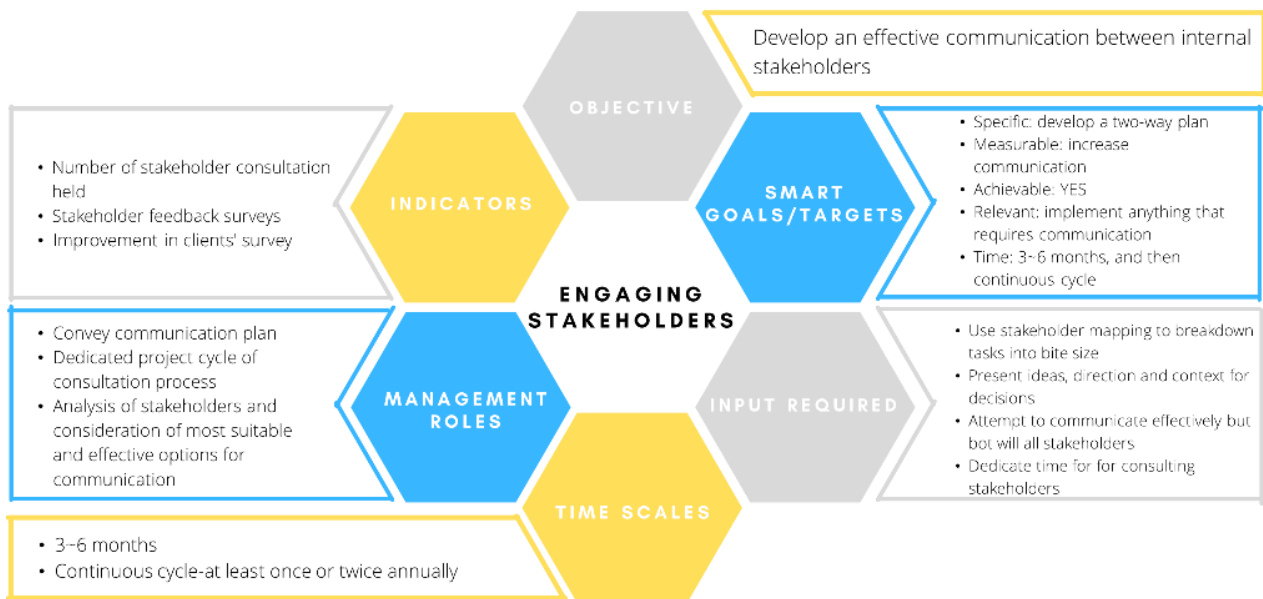 OBJECTIVE
Develop an effective communication between internal
stakeholders
SMART
GOALS/TARGETS
• Specific: develop a two-way plan
• Measurable: increase
communication
• Achievable: YES
• Relevant: implement anything that
requires communication
• Time: 3~6 months, and then
continuous cycle
INDICATORS
• Number of stakeholder consultation
held
• Stakeholder feedback surveys
• Improvement in clients' survey
ENGAGING
STAKEHOLDERS
MANAGEMENT
ROLES
• Convey communication plan
• Dedicated project cycle of
consultation process
• Analysis of stakeholders and
consideration of most suitable
and effective options for
communication
INPUT REQUIRED
• Use stakeholder mapping to breakdown
tasks into bite size
• Present ideas, direction and context for
decisions
• Attempt to communicate effectively but
bot will all stakeholders
• Dedicate time for for consulting
stakeholders
TIME SCALES
• 3~6 months
• Continuous cycle-at least once or twice annually